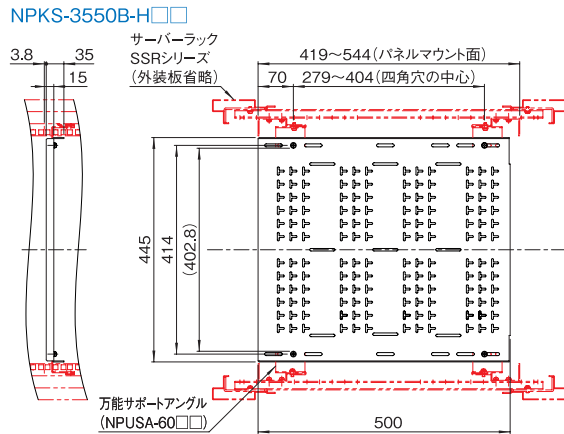 NPKS-3550B-H□□
3.8
35
15
サーバーラック
SSRシリーズ
(外装板省略)
419～544(パネルマウント面)
70
279～404(四角穴の中心)
445
414
(402.8)
万能サポートアングル
(NPUSA-60□□)
500